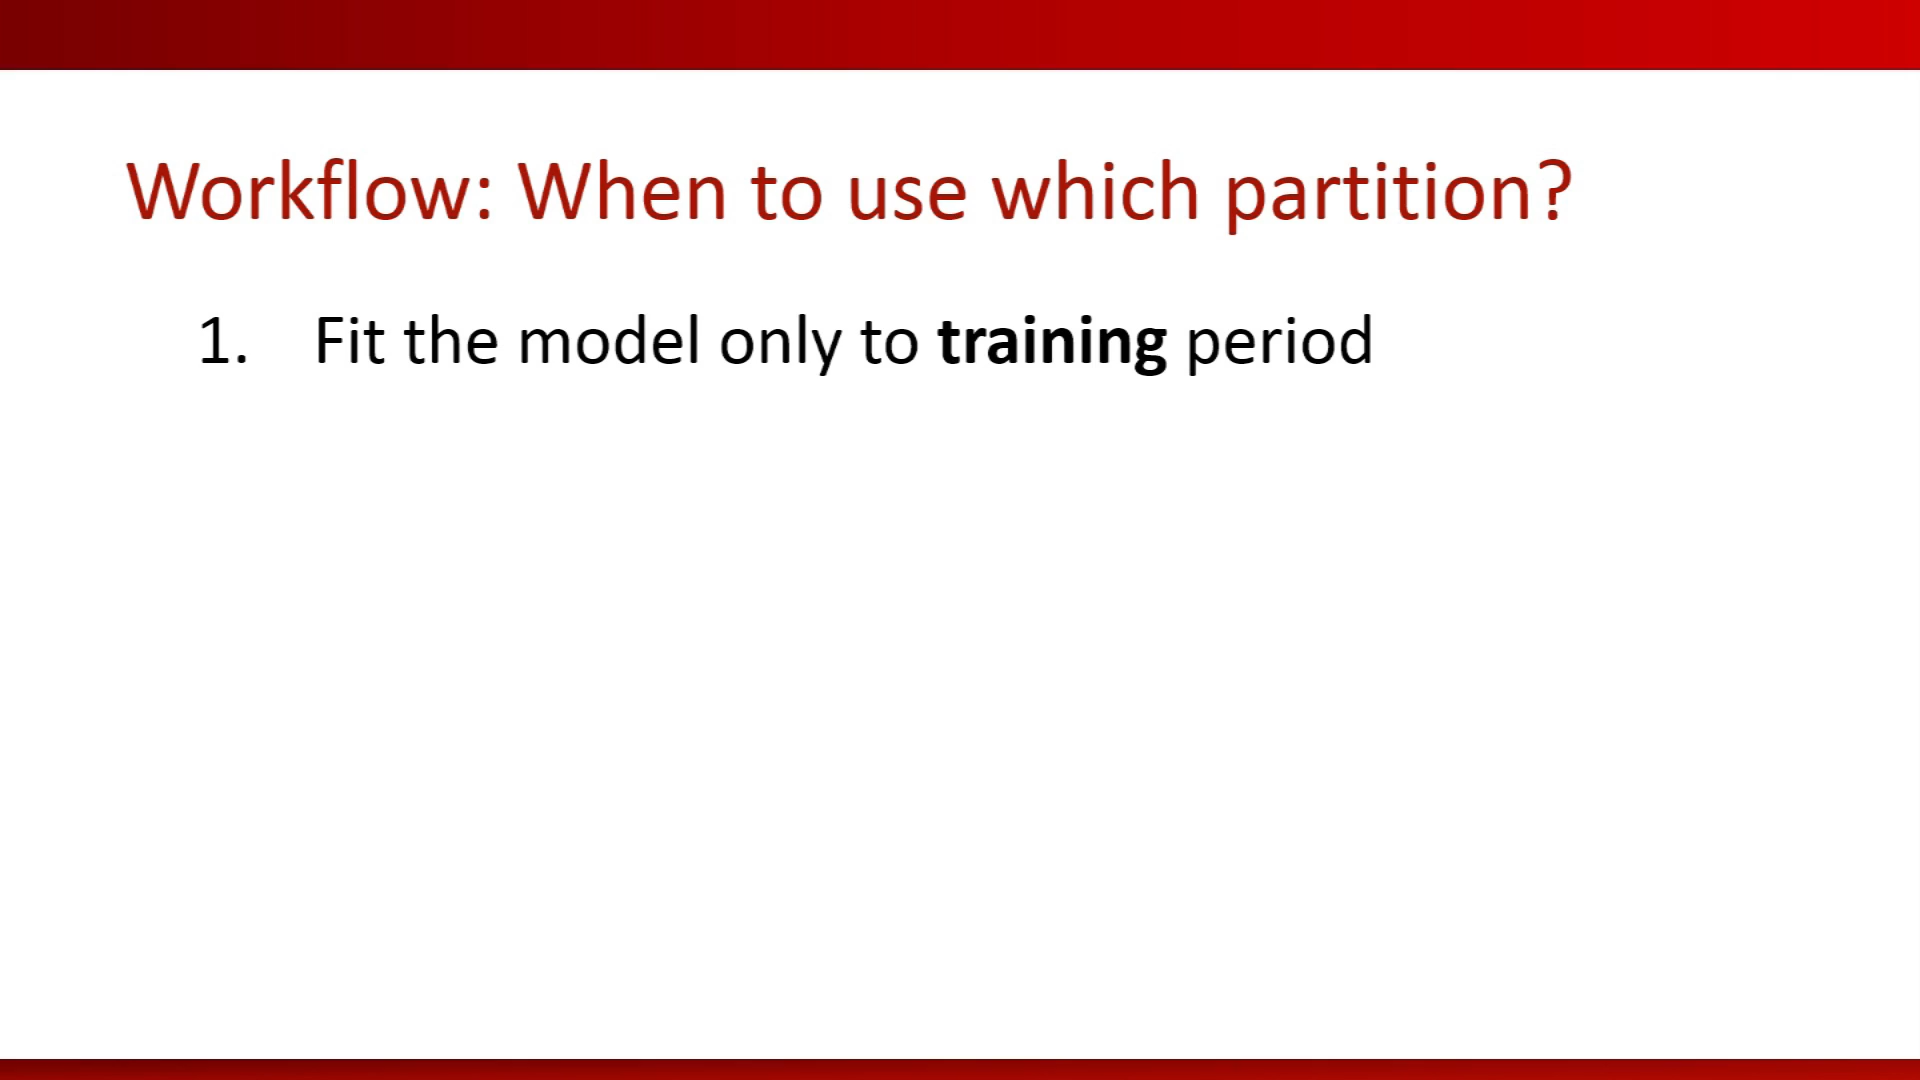 Workflow: When to use which partition?
1. Fit the model only to training period